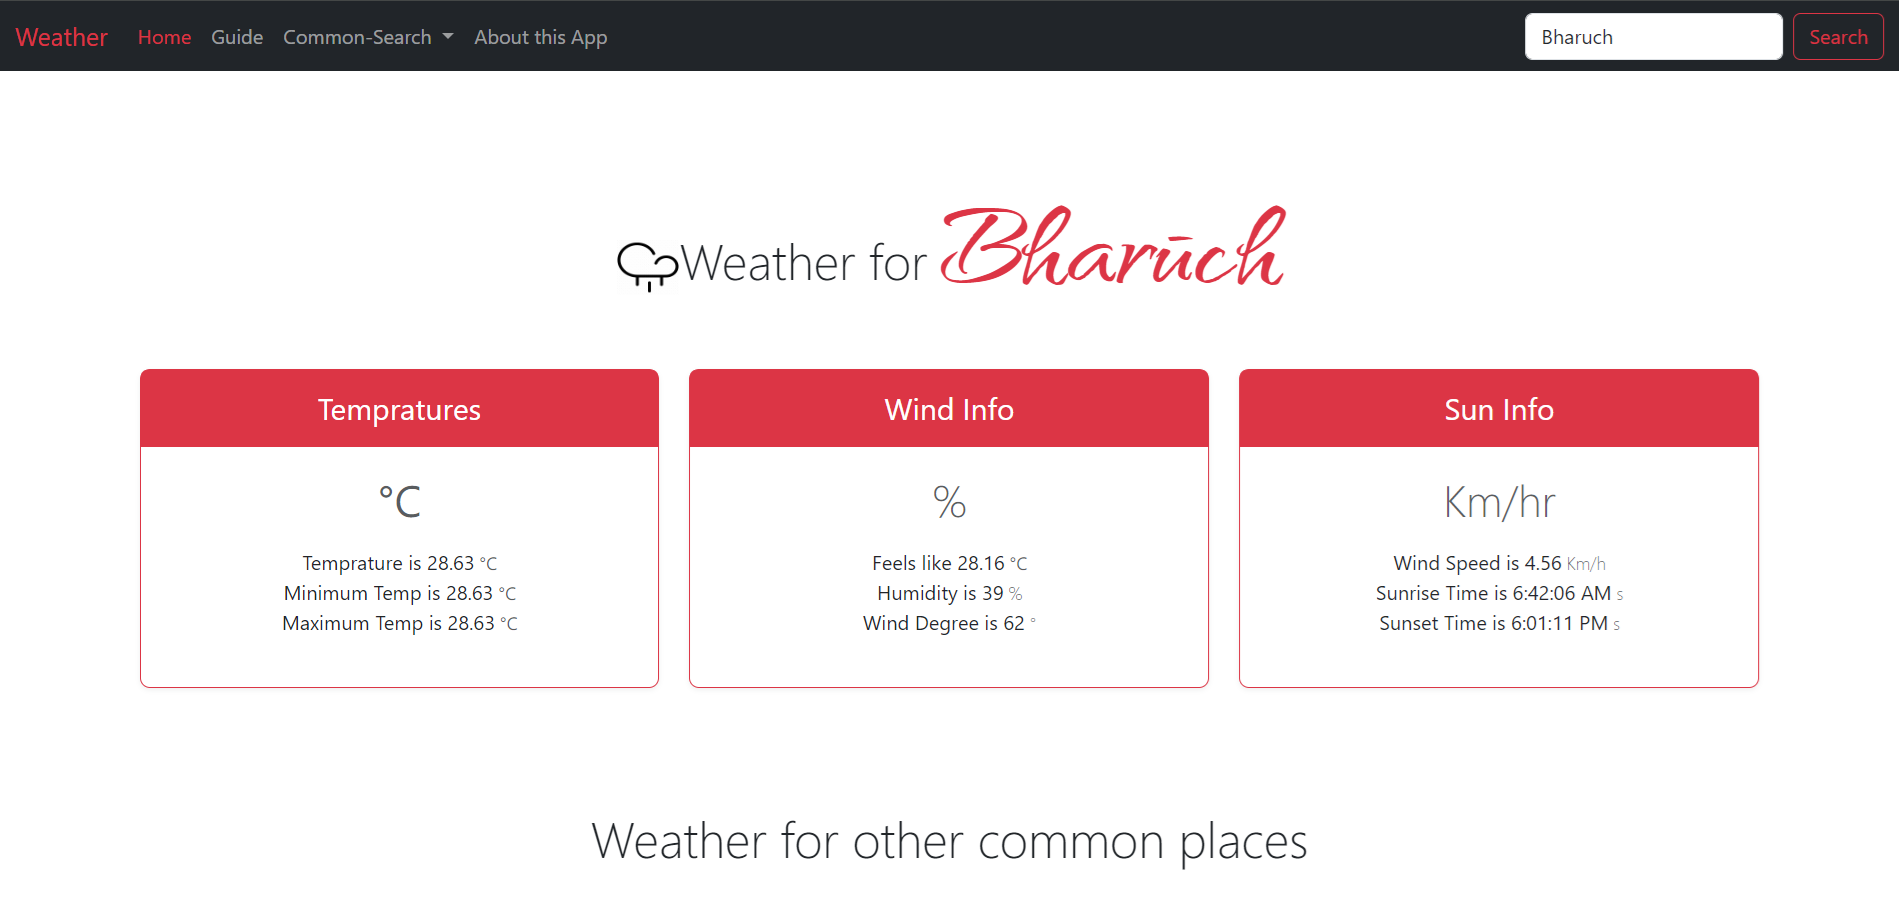 Weather Home Guide Common-Search About this App Bharuch Search
Weather for Bharūch
Tempratures
°C
Temprature is 28.63 °C
Minimum Temp is 28.63 °C
Maximum Temp is 28.63 °C
Wind Info
%
Feels like 28.16 °C
Humidity is 39 %
Wind Degree is 62 °
Sun Info
Km/hr
Wind Speed is 4.56 Km/h
Sunrise Time is 6:42:06 AM s
Sunset Time is 6:01:11 PM s
Weather for other common places